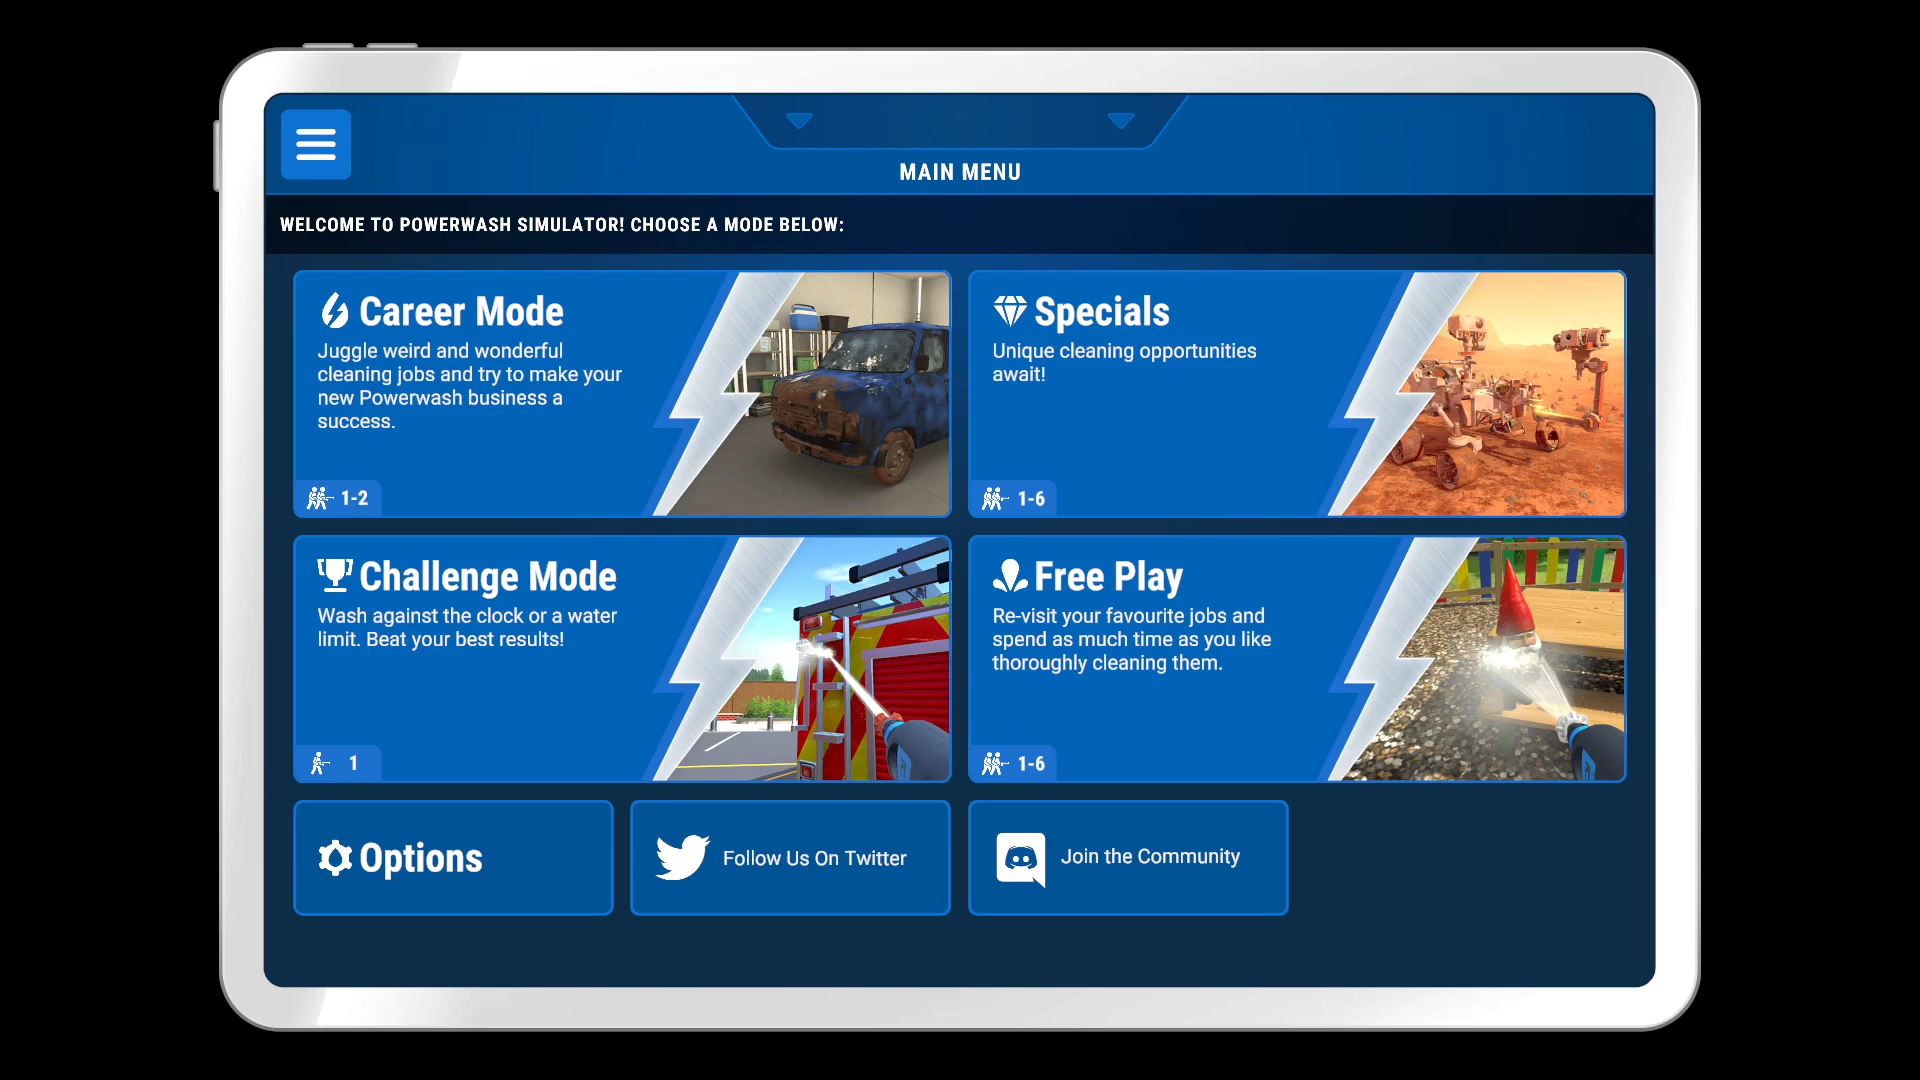 MAIN MENU
WELCOME TO POWERWASH SIMULATOR! CHOOSE A MODE BELOW:
Career Mode
Juggle weird and wonderful
cleaning jobs and try to make your
new Powerwash business a
success.
1-2
Specials
Unique cleaning opportunities
await!
1-6
Challenge Mode
Wash against the clock or a water
limit. Beat your best results!
1
Free Play
Re-visit your favourite jobs and
spend as much time as you like
thoroughly cleaning them.
1-6
Options
Follow Us On Twitter
Join the Community